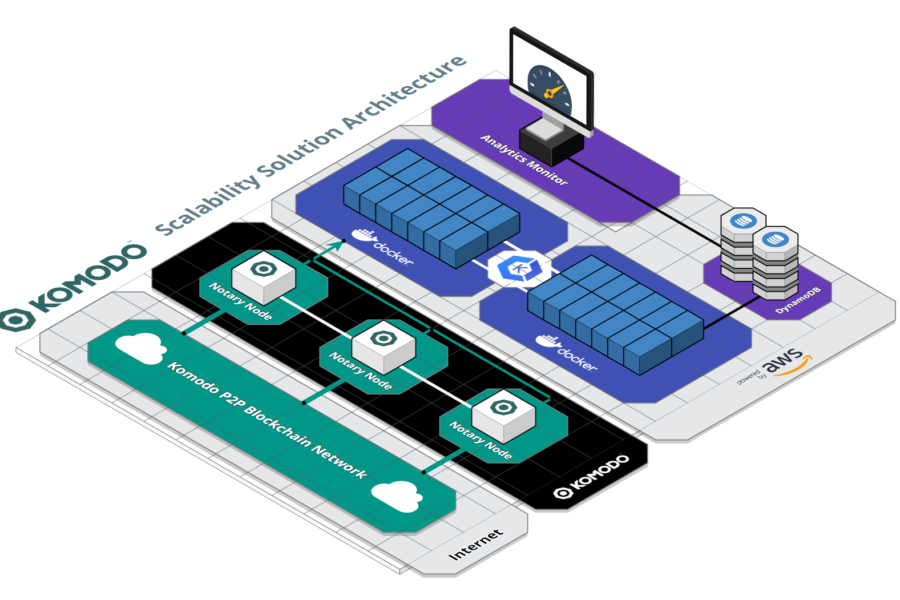 KOMODO
Scalability Solution Architecture
Analytics Monitor
docker
K
docker
DynamoDB
powered by
aws
Notary Node
Notary Node
Notary Node
Komodo P2P Blockchain Network
KOMODO
Internet